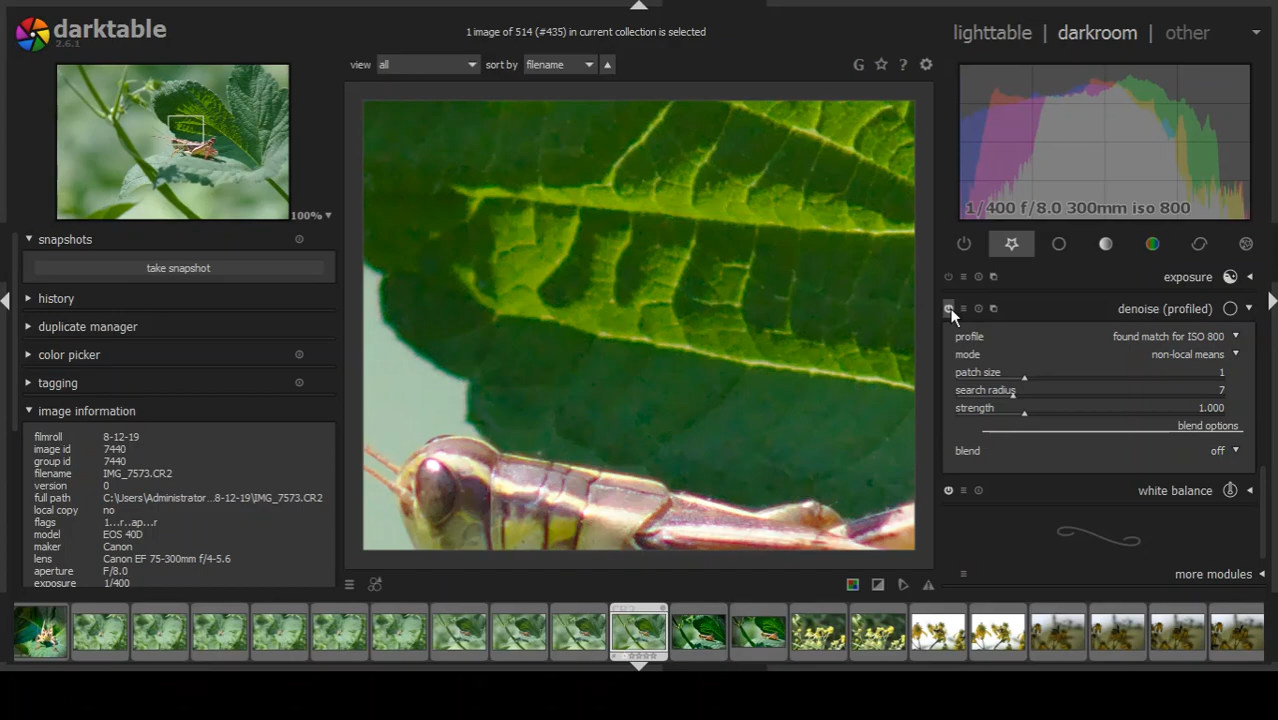 darktable
2.6.1
1 image of 514 (#435) in current collection is selected
lighttable | darkroom | other
view all sort by filename
G ?
1/400 f/8.0 300mm iso 800
100%
snapshots
take snapshot
history
duplicate manager
color picker
tagging
image information
filmroll 8-12-19
image id 7440
group id 7440
filename IMG_7573.CR2
version 0
full path C:\Users\Administrator...8-12-19\IMG_7573.CR2
local copy no
flags 1...r..ap...r
model EOS 40D
maker Canon
lens Canon EF 75-300mm f/4-5.6
aperture F/8.0
exposure 1/400
exposure
denoise (profiled)
profile found match for ISO 800
mode non-local means
patch size 1
search radius 7
strength 1.000
blend options
blend off
white balance
more modules